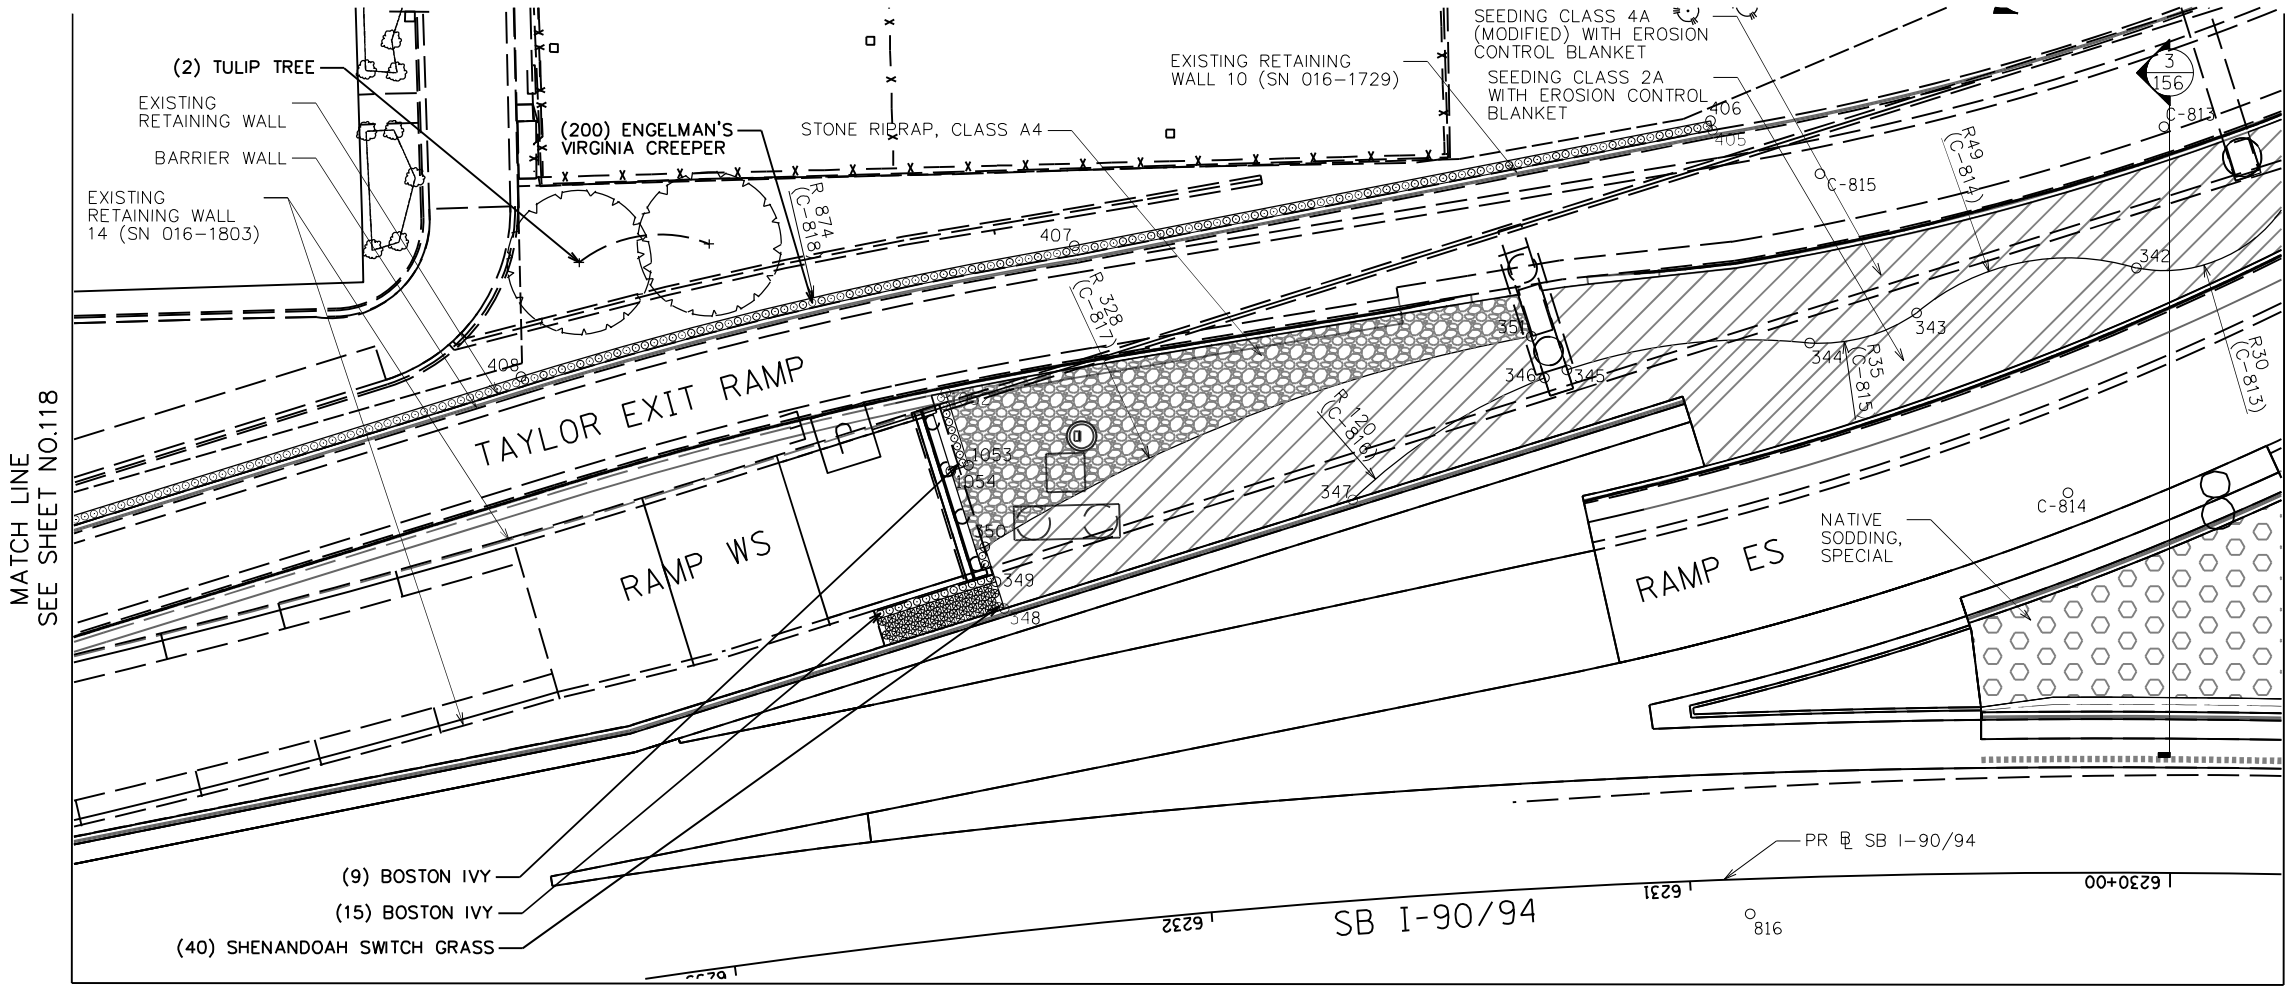 SEEDING CLASS 4A
(MODIFIED) WITH EROSION
CONTROL BLANKET
SEEDING CLASS 2A
WITH EROSION CONTROL
BLANKET
EXISTING RETAINING
WALL 10 (SN 016-1729)
(2) TULIP TREE
EXISTING
RETAINING WALL
BARRIER WALL
EXISTING
RETAINING WALL
14 (SN 016-1803)
(200) ENGELMAN'S
VIRGINIA CREEPER
STONE RIPRAP, CLASS A4
3
156
C-813
406
405
C-815
R49
(C-814)
R 874
(C-818)
407
R 328
(C-817)
342
343
344
R35
(C-815)
R30
(C-813)
351
346
345
408
R 120
(C-816)
347
TAYLOR EXIT RAMP
P
1053
1054
350
349
348
RAMP WS
RAMP ES
C-814
NATIVE
SODDING,
SPECIAL
MATCH LINE
SEE SHEET NO.118
(9) BOSTON IVY
(15) BOSTON IVY
(40) SHENANDOAH SWITCH GRASS
PR BL SB I-90/94
6230+00
6231
6232
6233
SB I-90/94
816